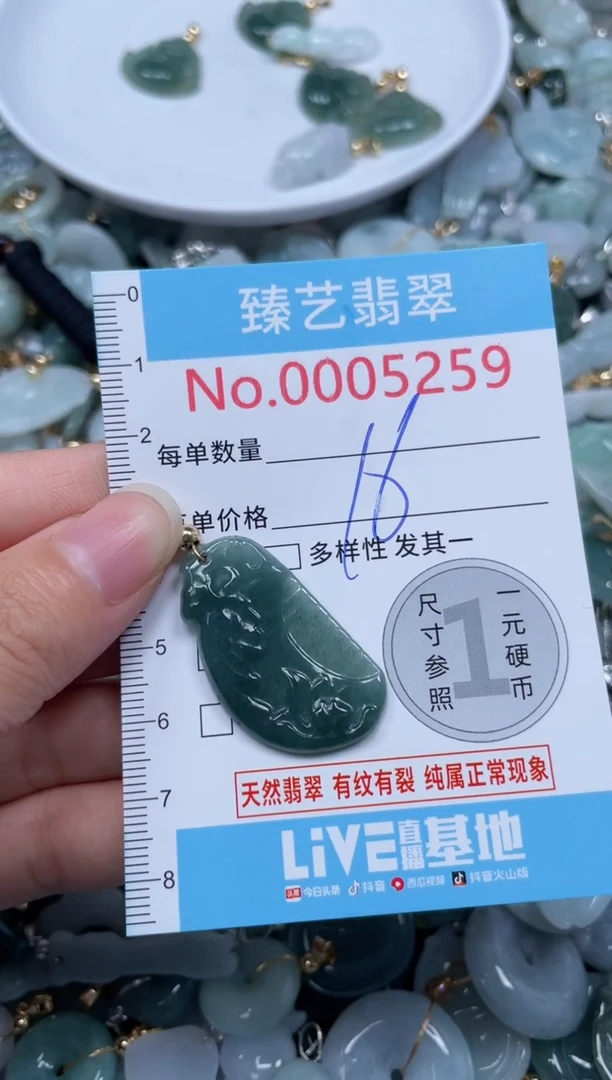 0
臻艺翡翠
1
No.0005259
2
每单数量
16
单价格
多样性 发其一
尺寸参照
1
一元硬币
5
6
7
天然翡翠 有纹有裂 纯属正常现象
8
LiVE直播基地
头条 今日头条 抖音 西瓜视频 抖音火山版